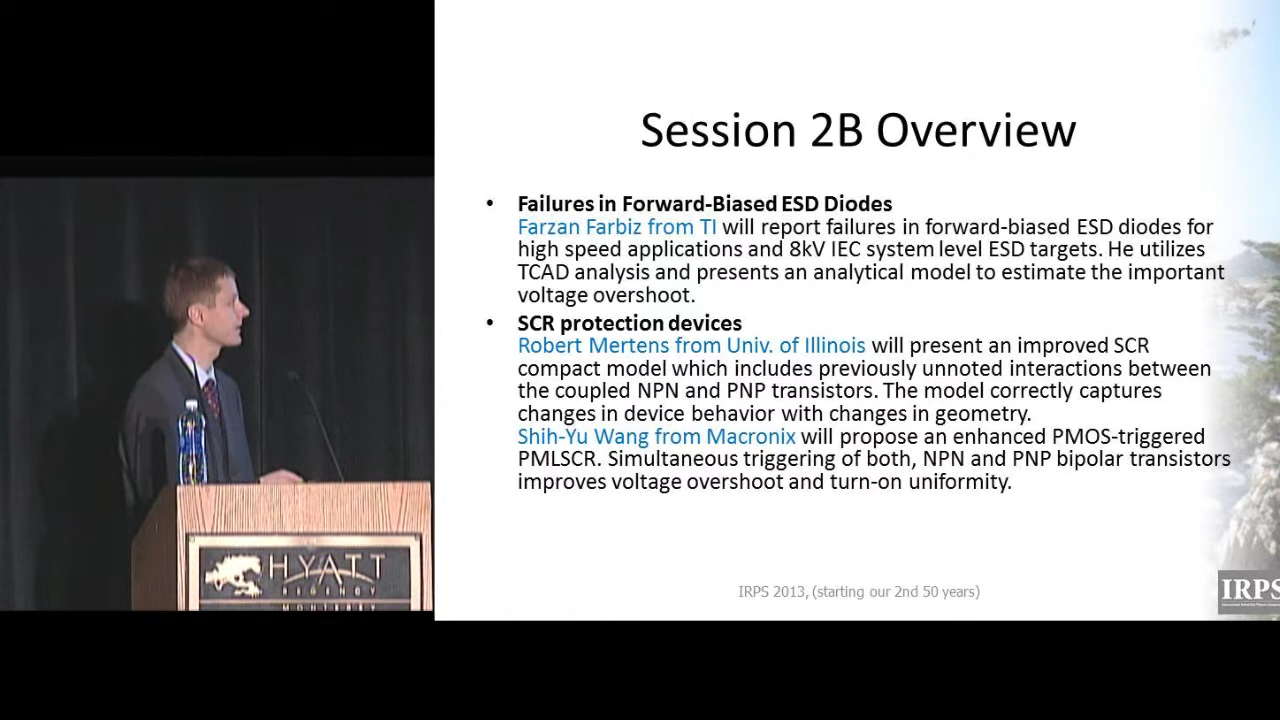 Session 2B Overview
• Failures in Forward-Biased ESD Diodes
Farzan Farbiz from TI will report failures in forward-biased ESD diodes for
high speed applications and 8kV IEC system level ESD targets. He utilizes
TCAD analysis and presents an analytical model to estimate the important
voltage overshoot.
• SCR protection devices
Robert Mertens from Univ. of Illinois will present an improved SCR
compact model which includes previously unnoted interactions between
the coupled NPN and PNP transistors. The model correctly captures
changes in device behavior with changes in geometry.
Shih-Yu Wang from Macronix will propose an enhanced PMOS-triggered
PMLSCR. Simultaneous triggering of both, NPN and PNP bipolar transistors
improves voltage overshoot and turn-on uniformity.
HYATT
REGENCY
MONTEREY
IRPS 2013, (starting our 2nd 50 years)
IRPS